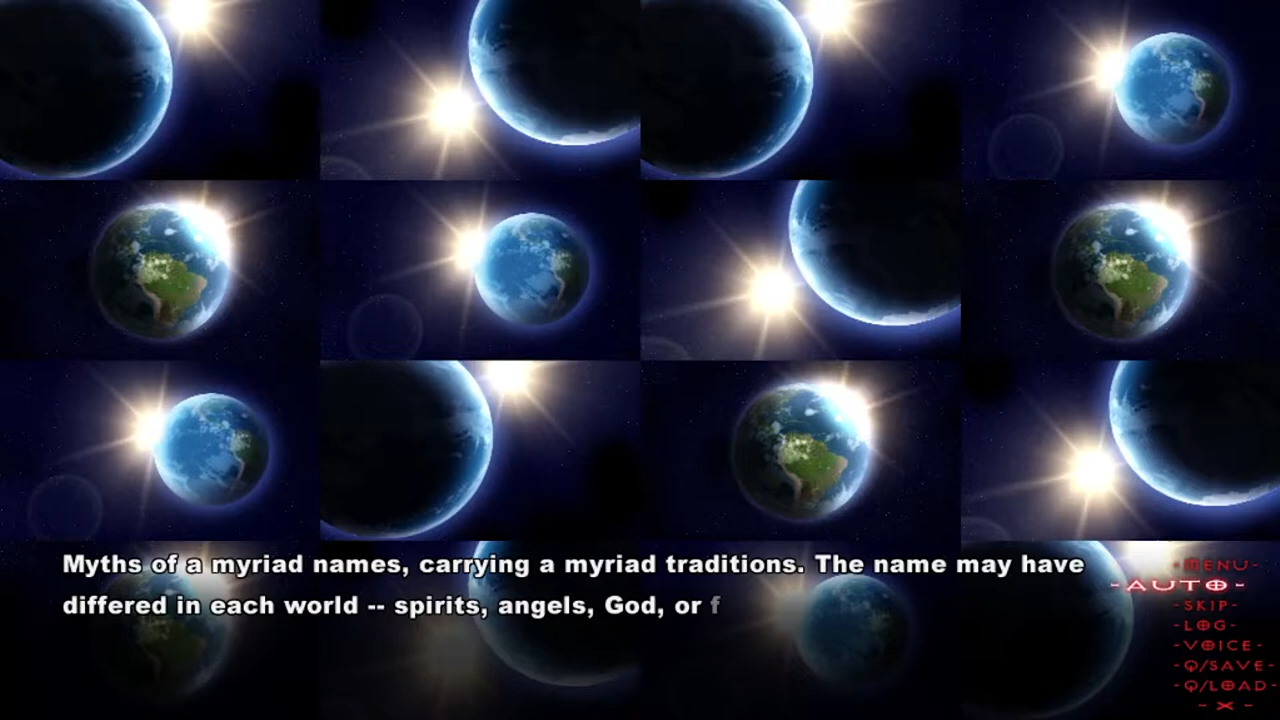 Myths of a myriad names, carrying a myriad traditions. The name may have
differed in each world -- spirits, angels, God, or f
-MENU-
-AUTO-
-SKIP-
-LOG-
-VOICE-
-Q/SAVE-
-Q/LOAD-
-X-